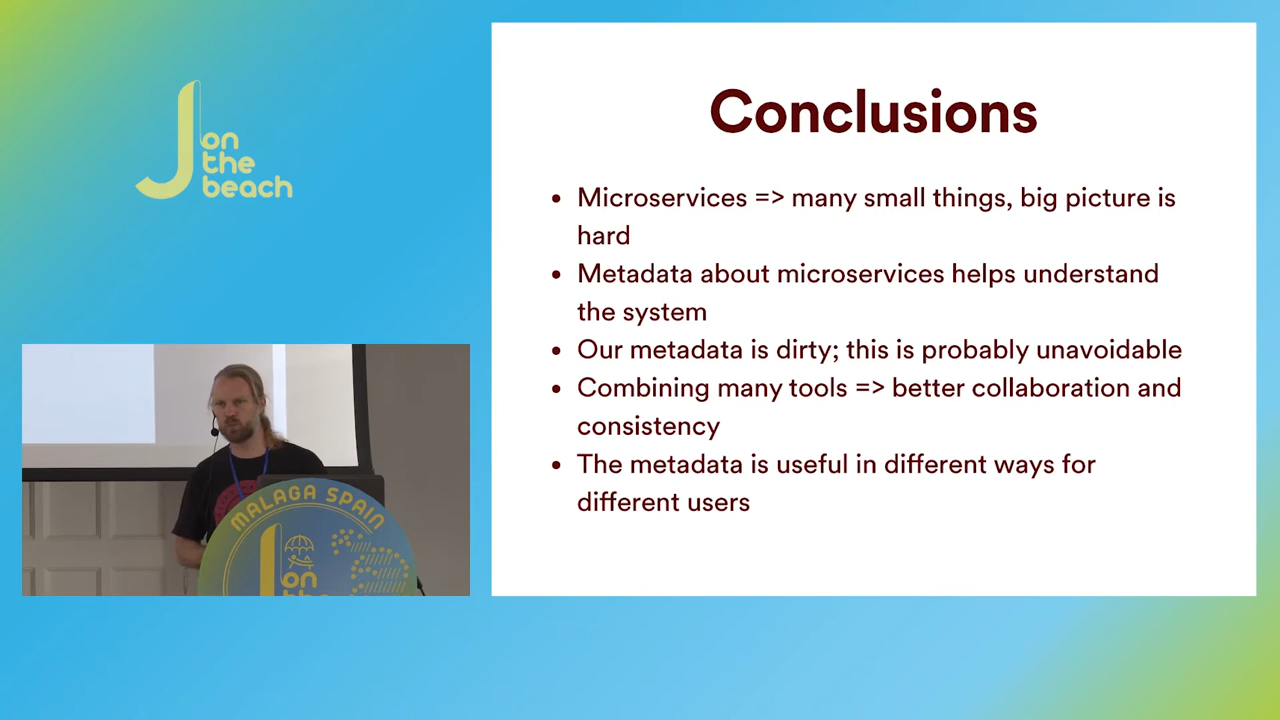 J on
the
beach
Conclusions
• Microservices => many small things, big picture is
hard
• Metadata about microservices helps understand
the system
• Our metadata is dirty; this is probably unavoidable
• Combining many tools => better collaboration and
consistency
• The metadata is useful in different ways for
different users
MALAGA SPAIN
J on